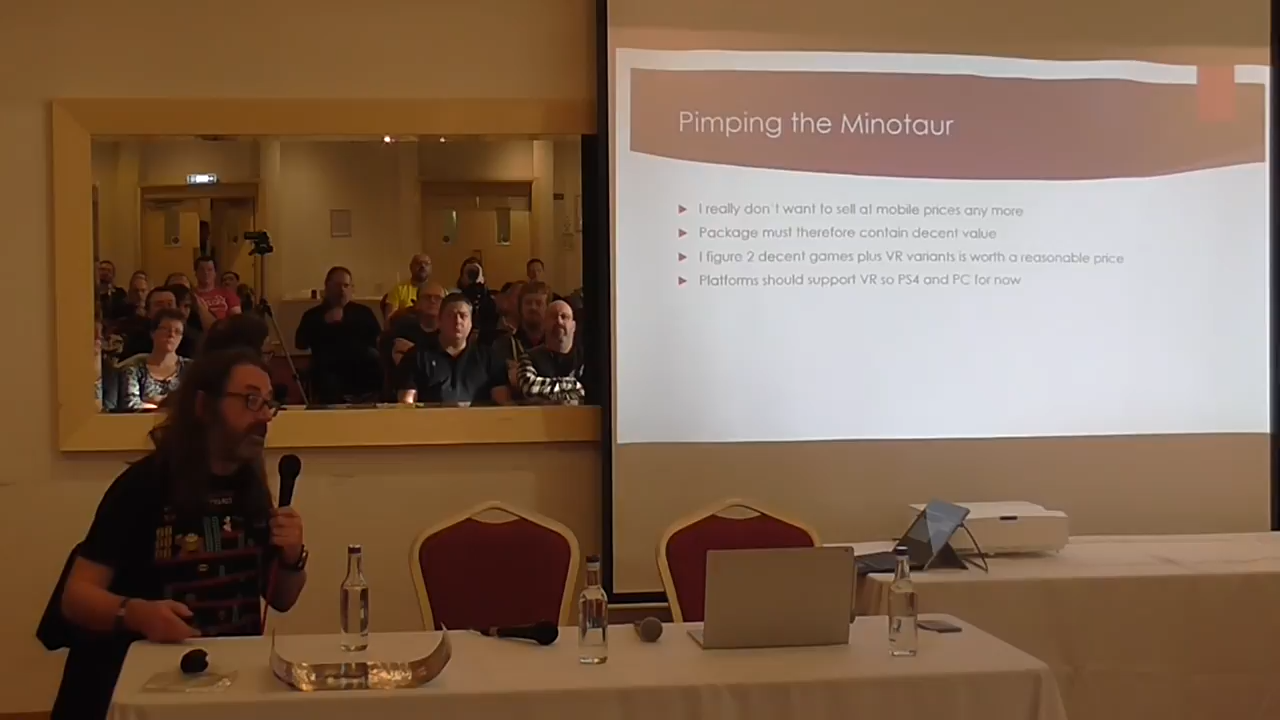 Pimping the Minotaur
I really don't want to sell at mobile prices any more
Package must therefore contain decent value
I figure 2 decent games plus VR variants is worth a reasonable price
Platforms should support VR so PS4 and PC for now